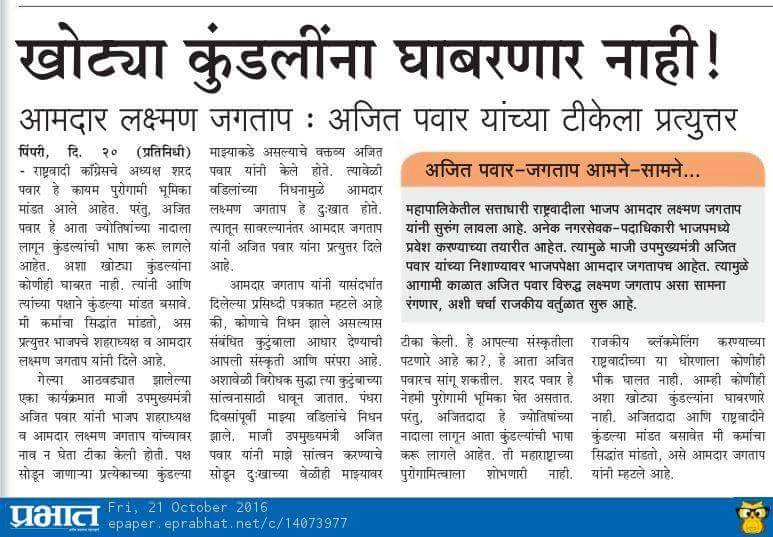 खोट्या कुंडलींना घाबरणार नाही!
आमदार लक्ष्मण जगताप : अजित पवार यांच्या टीकेला प्रत्युत्तर
पिंपरी, दि. २० (प्रतिनिधी)
- राष्ट्रवादी काँग्रेसचे अध्यक्ष शरद
पवार हे कायम पुरोगामी भूमिका
मांडत आले आहेत. परंतु, अजित
पवार हे आता ज्योतिषांच्या नादाला
लागून कुंडल्यांची भाषा करू लागले
आहेत. अशा खोट्या कुंडल्यांना
कोणीही घाबरत नाही. त्यांनी आणि
त्यांच्या पक्षाने कुंडल्या मांडत बसावे.
मी कर्माचा सिद्धांत मांडतो, अस
प्रत्युत्तर भाजपचे शहराध्यक्ष व आमदार
लक्ष्मण जगताप यांनी दिले आहे.
गेल्या आठवड्यात झालेल्या
एका कार्यक्रमात माजी उपमुख्यमंत्री
अजित पवार यांनी भाजप शहराध्यक्ष
व आमदार लक्ष्मण जगताप यांच्यावर
नाव न घेता टीका केली होती. पक्ष
सोडून जाणाऱ्या प्रत्येकाच्या कुंडल्या
माझ्याकडे असल्याचे वक्तव्य अजित
पवार यांनी केले होते. त्यावेळी
वडिलांच्या निधनामुळे आमदार
लक्ष्मण जगताप हे दुःखात होते.
त्यातून सावरल्यानंतर आमदार जगताप
यांनी अजित पवार यांना प्रत्युत्तर दिले
आहे.
आमदार जगताप यांनी यासंदर्भात
दिलेल्या प्रसिध्दी पत्रकात म्हटले आहे
की, कोणाचे निधन झाले असल्यास
संबंधित कुटुंबाला आधार देण्याची
आपली संस्कृती आणि परंपरा आहे.
अशावेळी विरोधक सुद्धा त्या कुटुंबाच्या
सांत्वनासाठी धावून जातात. पंधरा
दिवसांपूर्वी माझ्या वडिलांचे निधन
झाले. माजी उपमुख्यमंत्री अजित
पवार यांनी माझे सांत्वन करण्याचे
सोडून दुःखाच्या वेळीही माझ्यावर
अजित पवार-जगताप आमने-सामने...
महापालिकेतील सत्ताधारी राष्ट्रवादीला भाजप आमदार लक्ष्मण जगताप
यांनी सुरुंग लावला आहे. अनेक नगरसेवक-पदाधिकारी भाजपमध्ये
प्रवेश करण्याच्या तयारीत आहेत. त्यामुळे माजी उपमुख्यमंत्री अजित
पवार यांच्या निशाण्यावर भाजपपेक्षा आमदार जगतापच आहेत. त्यामुळे
आगामी काळात अजित पवार विरुद्ध लक्ष्मण जगताप असा सामना
रंगणार, अशी चर्चा राजकीय वर्तुळात सुरु आहे.
टीका केली. हे आपल्या संस्कृतीला
पटणारे आहे का?, हे आता अजित
पवारच सांगू शकतील. शरद पवार हे
नेहमी पुरोगामी भूमिका घेत असतात.
परंतु, अजितदादा हे ज्योतिषांच्या
नादाला लागून आता कुंडल्यांची भाषा
करू लागले आहेत. ती महाराष्ट्राच्या
पुरोगामित्वाला शोभणारी नाही.
राजकीय ब्लॅकमेलिंग करण्याच्या
राष्ट्रवादीच्या या धोरणाला कोणीही
भीक घालत नाही. आम्ही कोणीही
अशा खोट्या कुंडल्यांना घाबरणारे
नाही. अजितदादा आणि राष्ट्रवादीने
कुंडल्या मांडत बसावेत मी कर्माचा
सिद्धांत मांडतो, असे आमदार जगताप
यांनी म्हटले आहे.
प्रभात
Fri, 21 October 2016
epaper.eprabhat.net/c/14073977